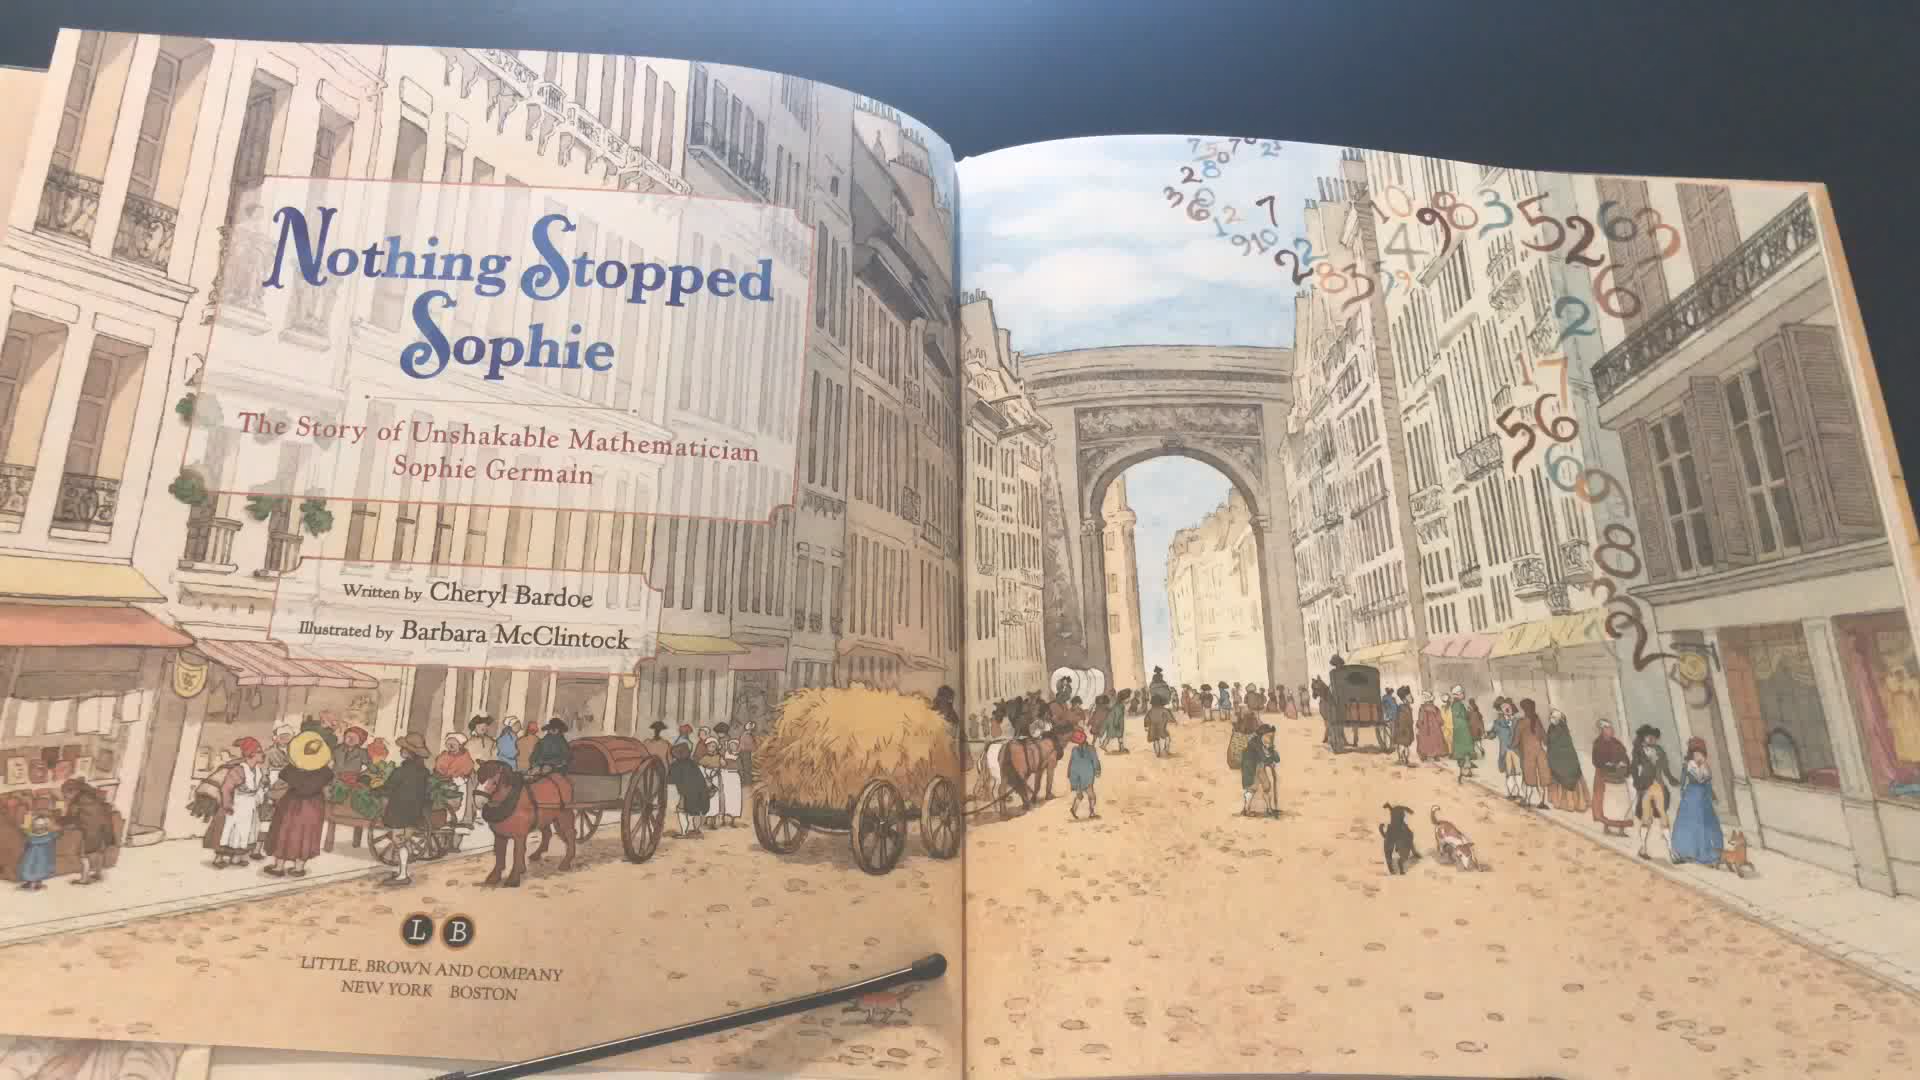 Nothing Stopped
Sophie
The Story of Unshakable Mathematician
Sophie Germain
Written by Cheryl Bardoe
Illustrated by Barbara McClintock
L B
LITTLE, BROWN AND COMPANY
NEW YORK BOSTON